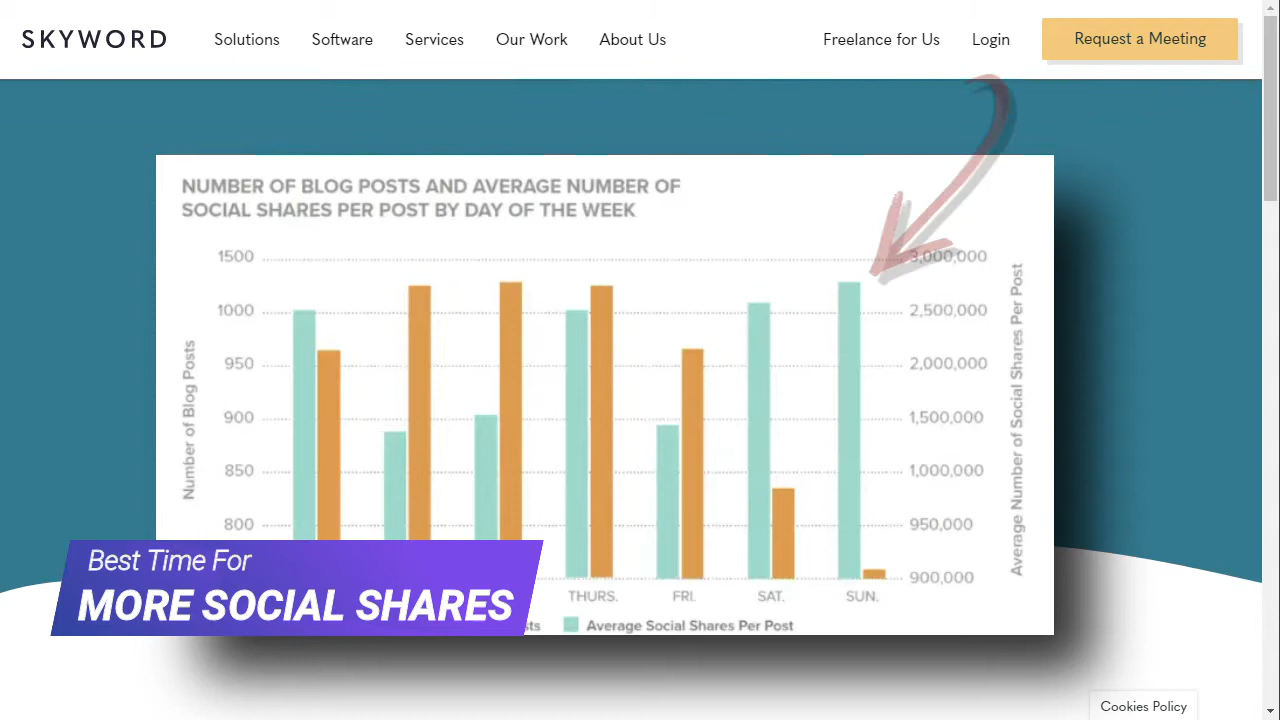 SKYWORD
Solutions Software Services Our Work About Us Freelance for Us Login Request a Meeting
NUMBER OF BLOG POSTS AND AVERAGE NUMBER OF
SOCIAL SHARES PER POST BY DAY OF THE WEEK
1500
1000
950
900
850
800
Number of Blog Posts
3,000,000
2,500,000
2,000,000
1,500,000
1,000,000
950,000
900,000
Average Number of Social Shares Per Post
THURS. FRI. SAT. SUN.
Average Social Shares Per Post
Best Time For
MORE SOCIAL SHARES
Cookies Policy